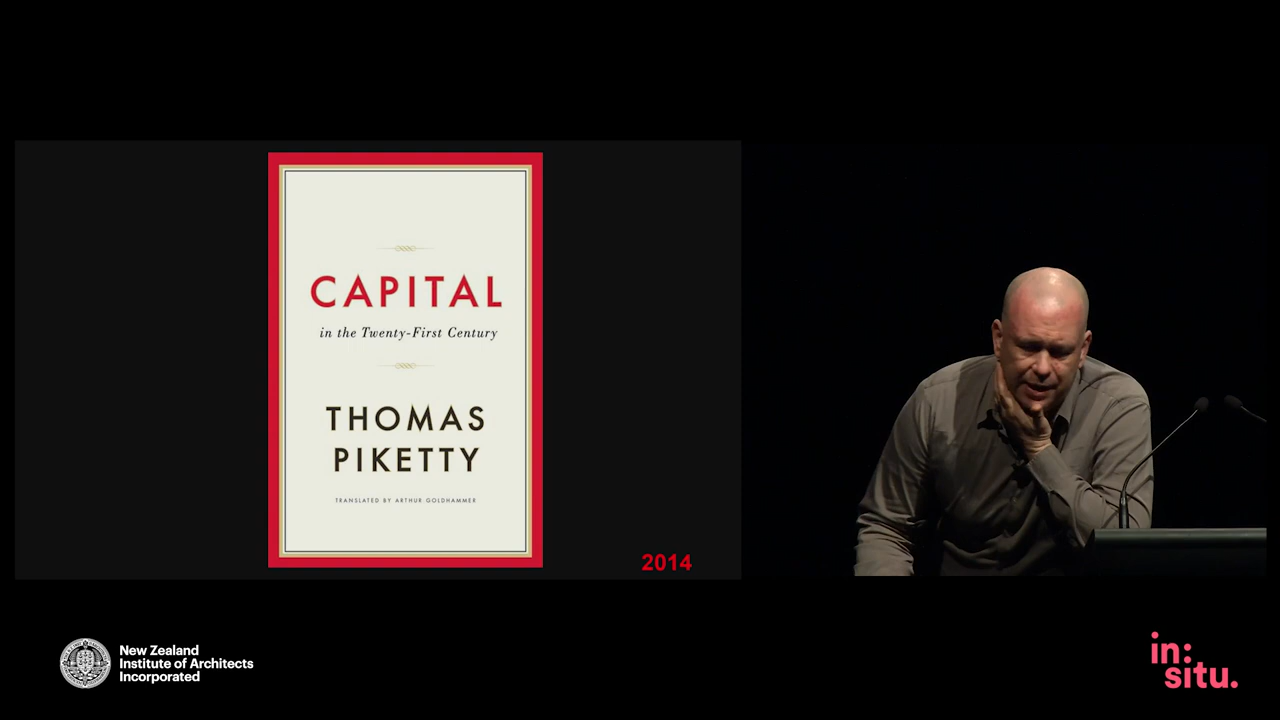 CAPITAL
in the Twenty-First Century
THOMAS
PIKETTY
TRANSLATED BY ARTHUR GOLDHAMMER
2014
New Zealand
Institute of Architects
Incorporated
in:
situ.